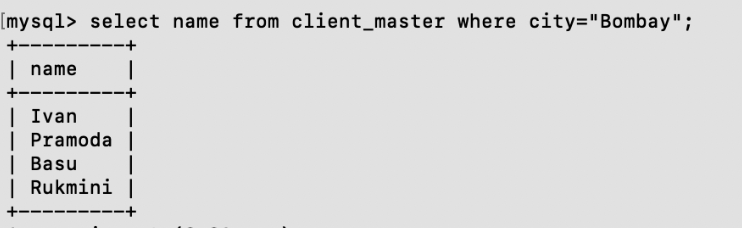 [mysql> select name from client_master where city="Bombay";
+---------+
| name    |
+---------+
| Ivan    |
| Pramoda |
| Basu    |
| Rukmini |
+---------+